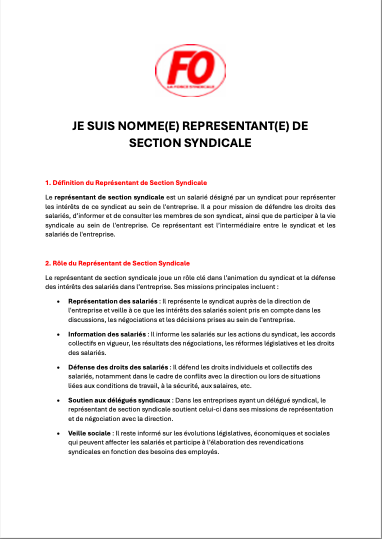 FO
LA FORCE SYNDICALE
JE SUIS NOMME(E) REPRESENTANT(E) DE
SECTION SYNDICALE
1. Définition du Représentant de Section Syndicale
Le représentant de section syndicale est un salarié désigné par un syndicat pour représenter
les intérêts de ce syndicat au sein de l'entreprise. Il a pour mission de défendre les droits des
salariés, d'informer et de consulter les membres de son syndicat, ainsi que de participer à la vie
syndicale au sein de l'entreprise. Ce représentant est l'intermédiaire entre le syndicat et les
salariés de l'entreprise.
2. Rôle du Représentant de Section Syndicale
Le représentant de section syndicale joue un rôle clé dans l'animation du syndicat et la défense
des intérêts des salariés dans l'entreprise. Ses missions principales incluent :
• Représentation des salariés : Il représente le syndicat auprès de la direction de
l'entreprise et veille à ce que les intérêts des salariés soient pris en compte dans les
discussions, les négociations et les décisions prises au sein de l'entreprise.
• Information des salariés : Il informe les salariés sur les actions du syndicat, les accords
collectifs en vigueur, les résultats des négociations, les réformes législatives et les droits
des salariés.
• Défense des droits des salariés : Il défend les droits individuels et collectifs des
salariés, notamment dans le cadre de conflits avec la direction ou lors de situations
liées aux conditions de travail, à la sécurité, aux salaires, etc.
• Soutien aux délégués syndicaux : Dans les entreprises ayant un délégué syndical, le
représentant de section syndicale soutient celui-ci dans ses missions de représentation
et de négociation avec la direction.
• Veille sociale : Il reste informé sur les évolutions législatives, économiques et sociales
qui peuvent affecter les salariés et participe à l'élaboration des revendications
syndicales en fonction des besoins des employés.